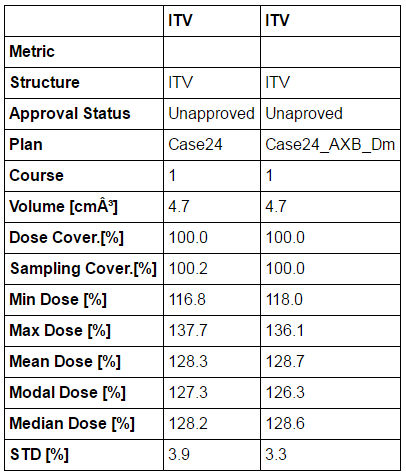 ITV ITV
Metric
Structure ITV ITV
Approval Status Unapproved Unaproved
Plan Case24 Case24_AXB_Dm
Course 1 1
Volume [cmÂ³] 4.7 4.7
Dose Cover.[%] 100.0 100.0
Sampling Cover.[%] 100.2 100.0
Min Dose [%] 116.8 118.0
Max Dose [%] 137.7 136.1
Mean Dose [%] 128.3 128.7
Modal Dose [%] 127.3 126.3
Median Dose [%] 128.2 128.6
STD [%] 3.9 3.3